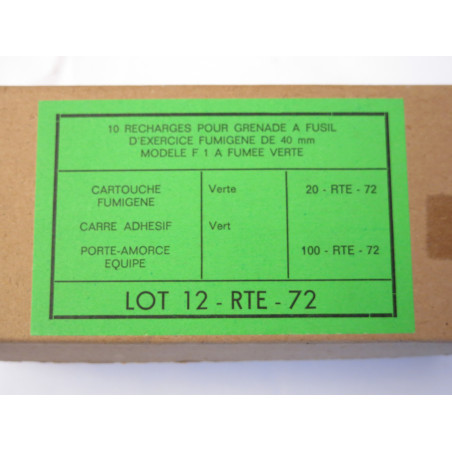 10 RECHARGES POUR GRENADE A FUSIL
D'EXERCICE FUMIGENE DE 40 mm
MODELE F 1 A FUMEE VERTE
CARTOUCHE Verte 20 - RTE - 72
FUMIGENE
CARRE ADHESIF Vert
PORTE-AMORCE 100 - RTE - 72
EQUIPE
LOT 12 - RTE - 72